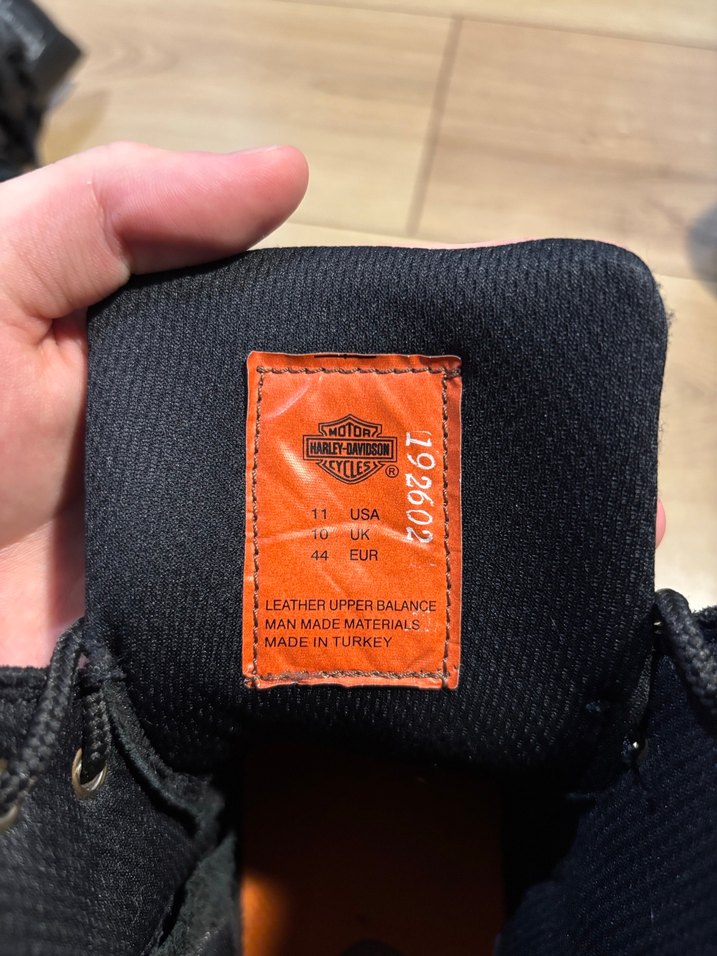 MOTOR
HARLEY-DAVIDSON
CYCLES
®
192602
11 USA
10 UK
44 EUR
LEATHER UPPER BALANCE
MAN MADE MATERIALS
MADE IN TURKEY